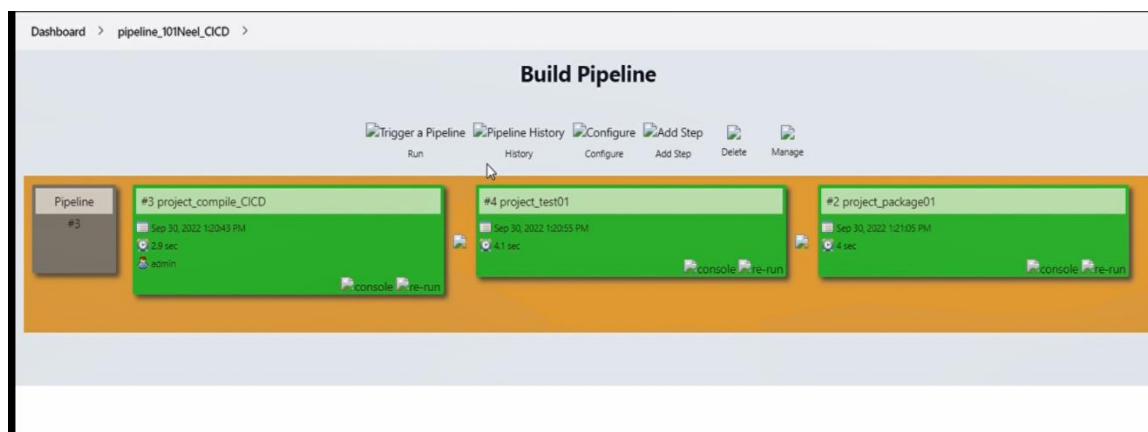 Dashboard > pipeline_101Neel_CICD >
Build Pipeline
Trigger a Pipeline Pipeline History Configure Add Step
Run History Configure Add Step Delete Manage
Pipeline
#3
#3 project_compile_CICD
Sep 30, 2022 1:20:43 PM
2.9 sec
admin
console re-run
#4 project_test01
Sep 30, 2022 1:20:55 PM
4.1 sec
console re-run
#2 project_package01
Sep 30, 2022 1:21:05 PM
4 sec
console re-run